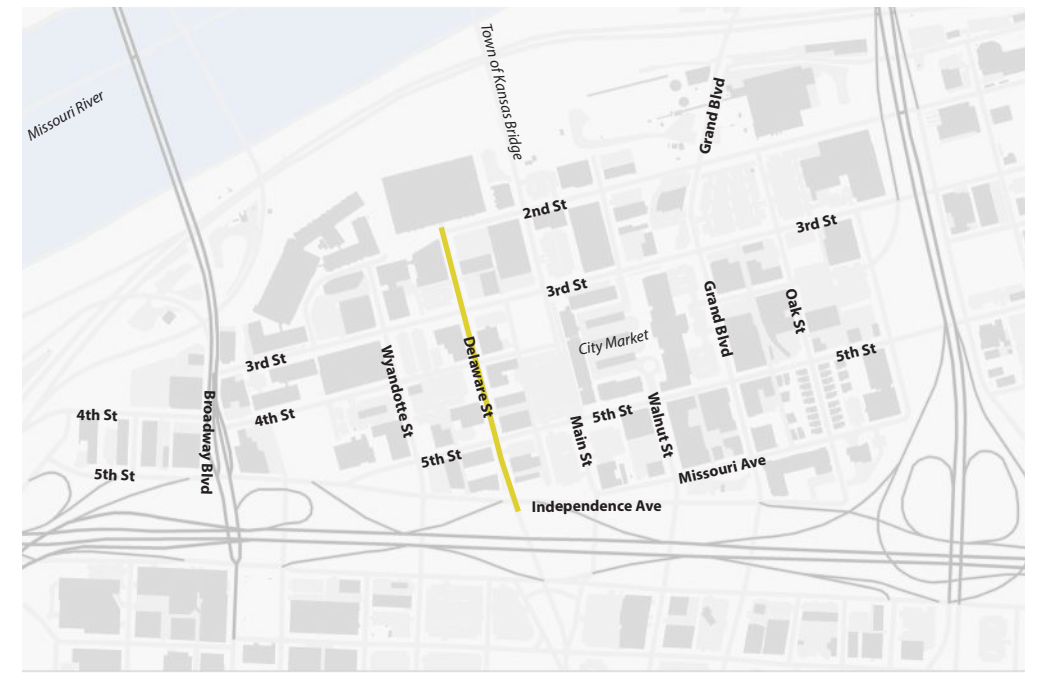 Town of Kansas Bridge
Missouri River
Grand Blvd
2nd St
3rd St
3rd St
Grand Blvd
Oak St
City Market
Delaware St
Wyandotte St
3rd St
5th St
Broadway Blvd
Walnut St
4th St
4th St
5th St
Main St
5th St
Missouri Ave
5th St
Independence Ave